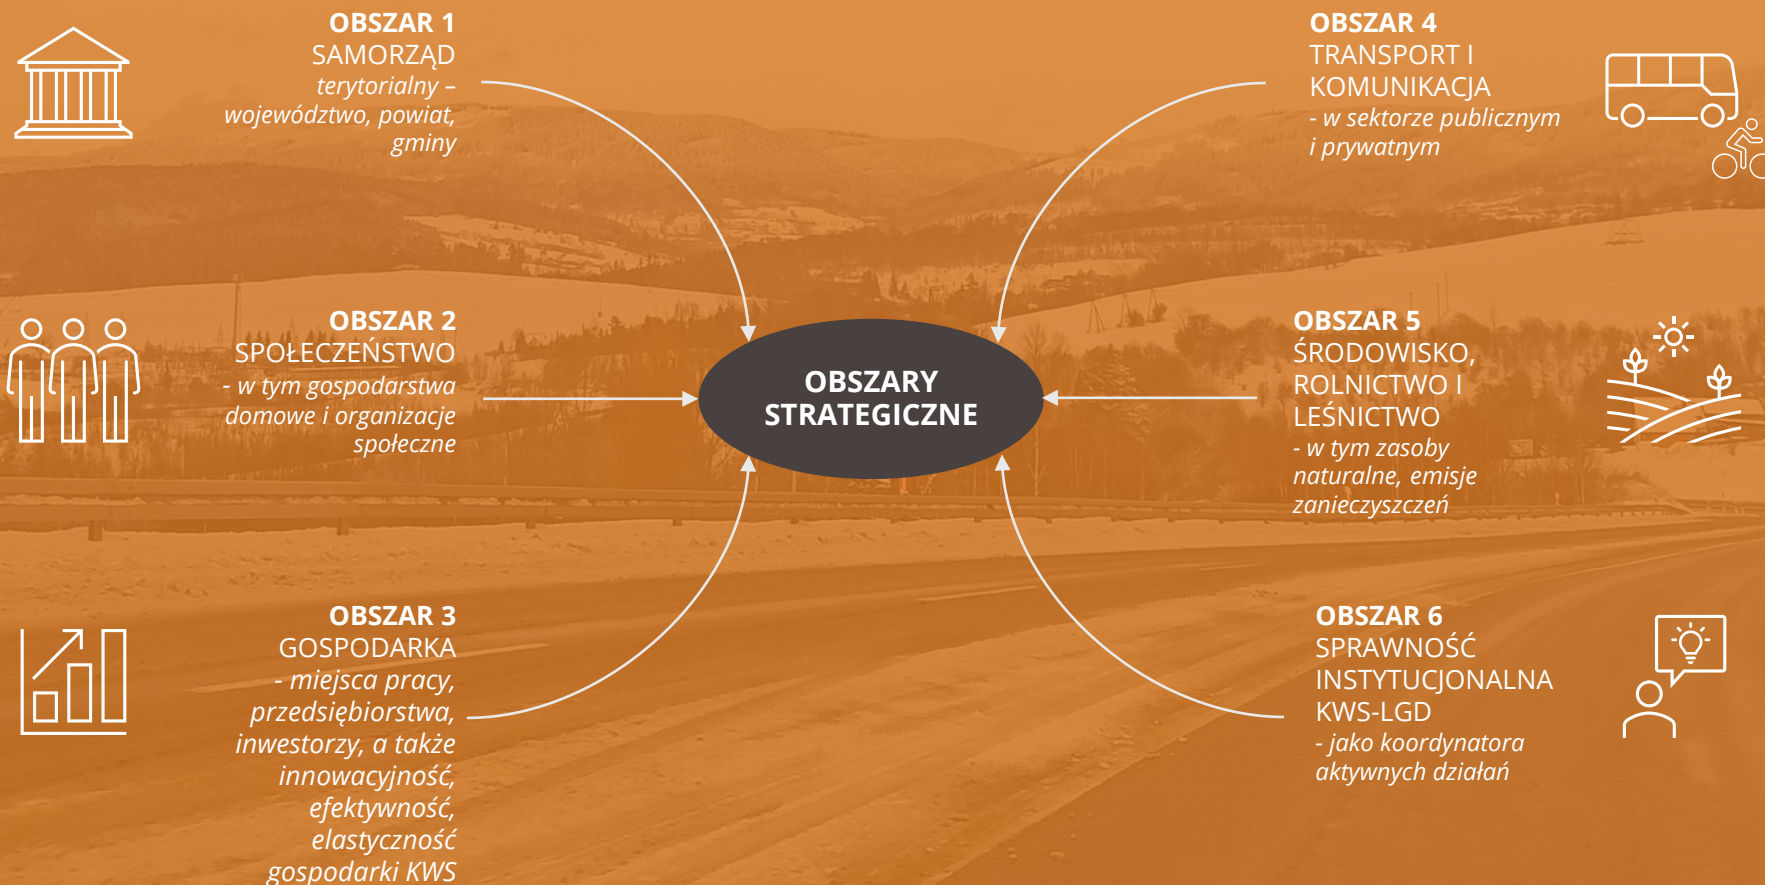 OBSZAR 1
SAMORZĄD
terytorialny –
województwo, powiat,
gminy
OBSZAR 2
SPOŁECZEŃSTWO
- w tym gospodarstwa
domowe i organizacje
społeczne
OBSZAR 3
GOSPODARKA
- miejsca pracy,
przedsiębiorstwa,
inwestorzy, a także
innowacyjność,
efektywność,
elastyczność
gospodarki KWS
OBSZARY
STRATEGICZNE
OBSZAR 4
TRANSPORT I
KOMUNIKACJA
- w sektorze publicznym
i prywatnym
OBSZAR 5
ŚRODOWISKO,
ROLNICTWO I
LEŚNICTWO
- w tym zasoby
naturalne, emisje
zanieczyszczeń
OBSZAR 6
SPRAWNOŚĆ
INSTYTUCJONALNA
KWS-LGD
- jako koordynatora
aktywnych działań